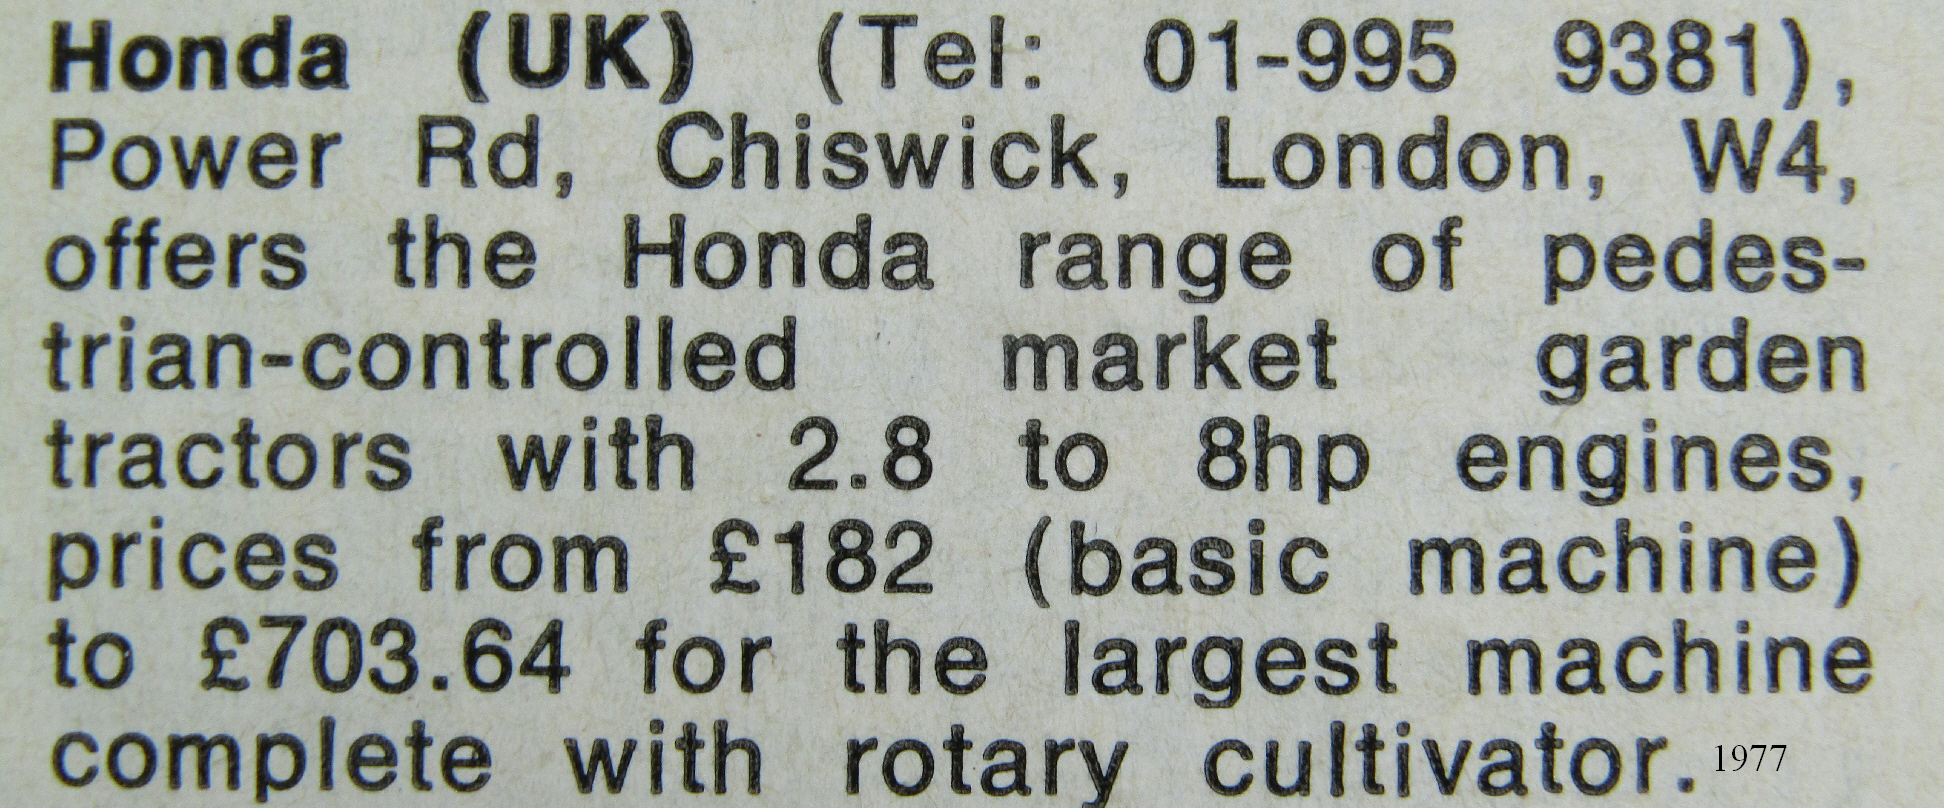 Honda (UK) (Tel: 01-995 9381),
Power Rd, Chiswick, London, W4,
offers the Honda range of pedes-
trian-controlled market garden
tractors with 2.8 to 8hp engines,
prices from £182 (basic machine)
to £703.64 for the largest machine
complete with rotary cultivator. 1977